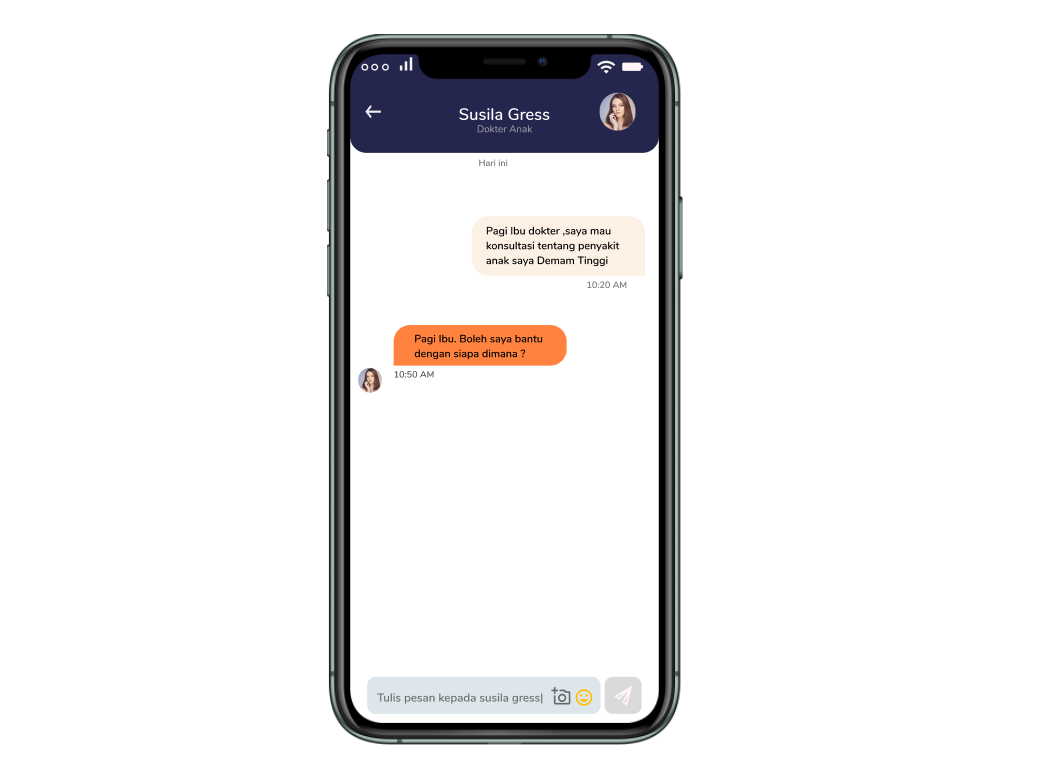 Susila Gress
Dokter Anak
Hari ini
Pagi Ibu dokter ,saya mau
konsultasi tentang penyakit
anak saya Demam Tinggi
10:20 AM
Pagi Ibu. Boleh saya bantu
dengan siapa dimana ?
10:50 AM
Tulis pesan kepada susila gress|